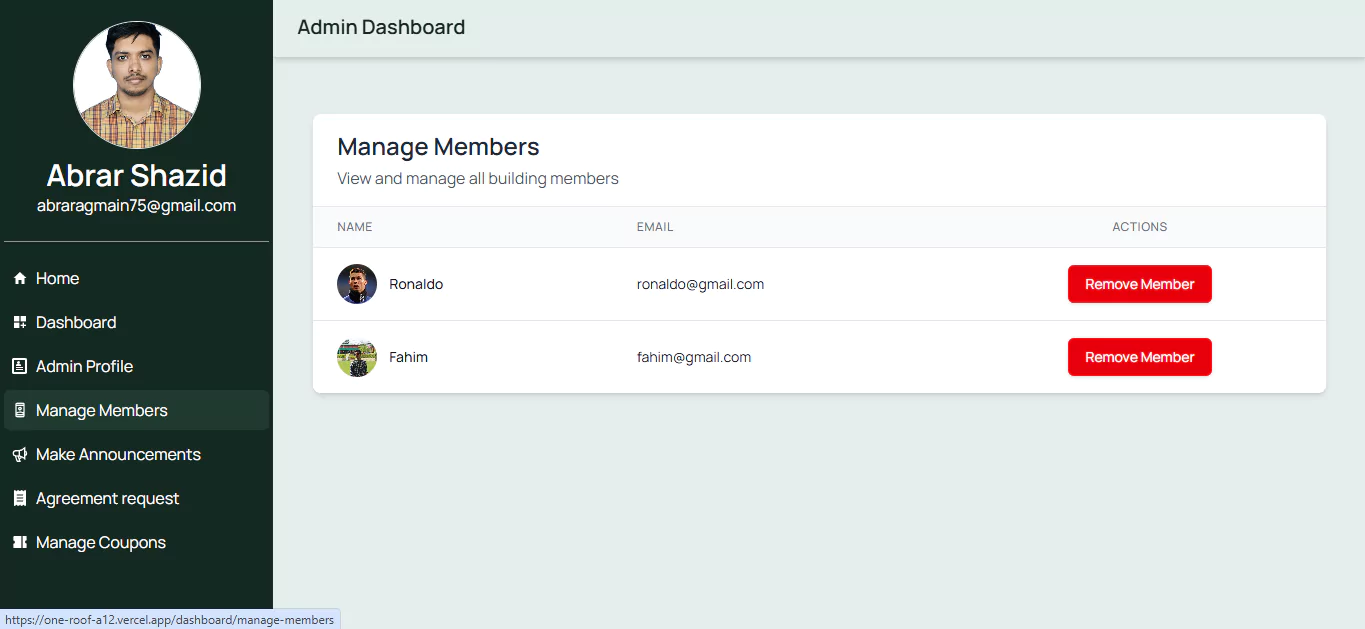 Abrar Shazid
abraragmain75@gmail.com
Home
Dashboard
Admin Profile
Manage Members
Make Announcements
Agreement request
Manage Coupons
https://one-roof-a12.vercel.app/dashboard/manage-members
Admin Dashboard
Manage Members
View and manage all building members
NAME EMAIL ACTIONS
Ronaldo ronaldo@gmail.com Remove Member
Fahim fahim@gmail.com Remove Member